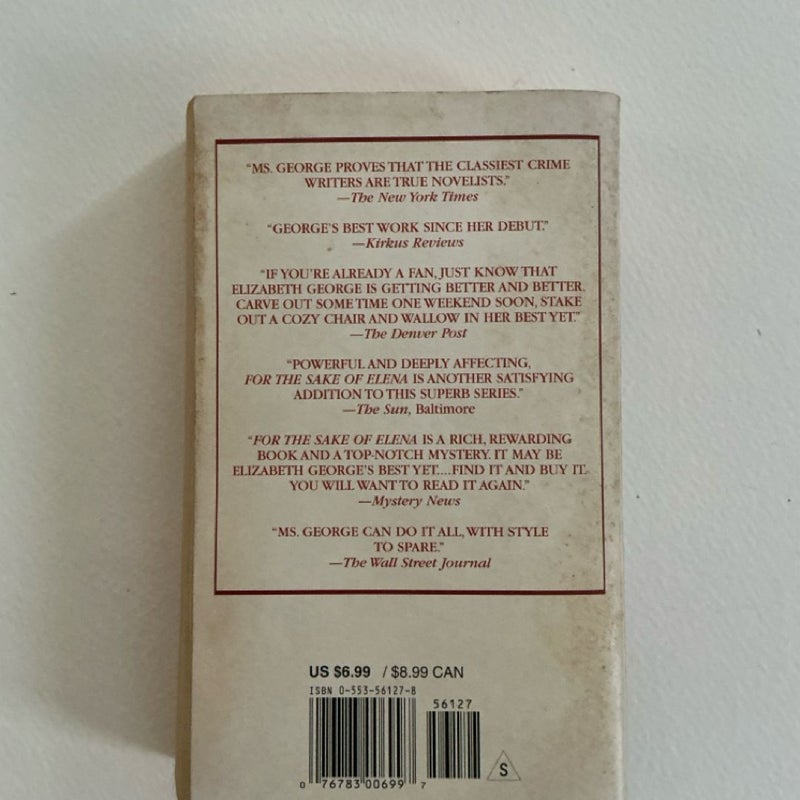 “MS. GEORGE PROVES THAT THE CLASSIEST CRIME
WRITERS ARE TRUE NOVELISTS.”
—The New York Times
“GEORGE’S BEST WORK SINCE HER DEBUT.”
—Kirkus Reviews
“IF YOU’RE ALREADY A FAN, JUST KNOW THAT
ELIZABETH GEORGE IS GETTING BETTER AND BETTER.
CARVE OUT SOME TIME ONE WEEKEND SOON, STAKE
OUT A COZY CHAIR AND WALLOW IN HER BEST YET.”
—The Denver Post
“POWERFUL AND DEEPLY AFFECTING,
FOR THE SAKE OF ELENA IS ANOTHER SATISFYING
ADDITION TO THIS SUPERB SERIES.”
—The Sun, Baltimore
“FOR THE SAKE OF ELENA IS A RICH, REWARDING
BOOK AND A TOP-NOTCH MYSTERY. IT MAY BE
ELIZABETH GEORGE’S BEST YET....FIND IT AND BUY IT.
YOU WILL WANT TO READ IT AGAIN.”
—Mystery News
“MS. GEORGE CAN DO IT ALL, WITH STYLE
TO SPARE.”
—The Wall Street Journal
US $6.99 / $8.99 CAN
ISBN 0-553-56127-8
56127
0 76783 00699 7
S